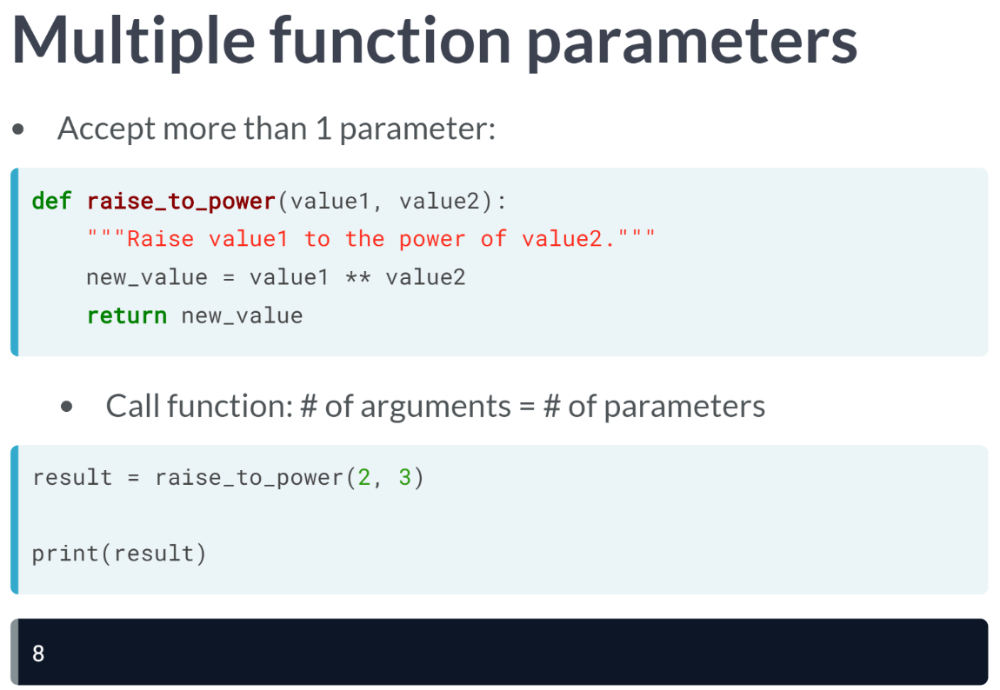 Multiple function parameters
• Accept more than 1 parameter:
def raise_to_power(value1, value2):
    """Raise value1 to the power of value2."""
    new_value = value1 ** value2
    return new_value
• Call function: # of arguments = # of parameters
result = raise_to_power(2, 3)
print(result)
8